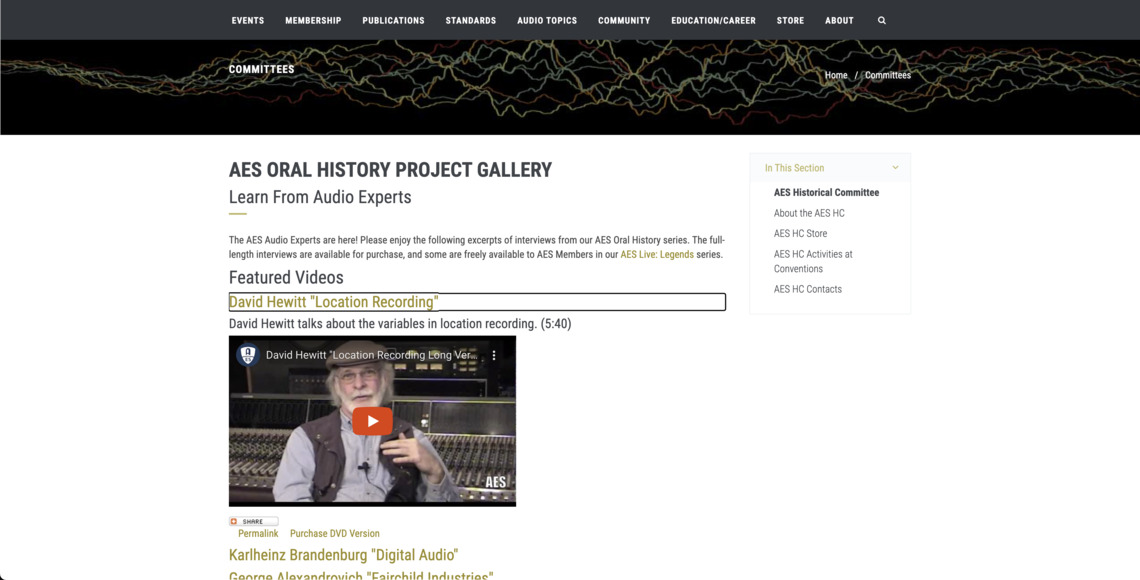 EVENTS MEMBERSHIP PUBLICATIONS STANDARDS AUDIO TOPICS COMMUNITY EDUCATION/CAREER STORE ABOUT
COMMITTEES
Home / Committees
AES ORAL HISTORY PROJECT GALLERY
Learn From Audio Experts
The AES Audio Experts are here! Please enjoy the following excerpts of interviews from our AES Oral History series. The full-
length interviews are available for purchase, and some are freely available to AES Members in our AES Live: Legends series.
Featured Videos
David Hewitt "Location Recording"
David Hewitt talks about the variables in location recording. (5:40)
David Hewitt "Location Recording Long Ver...
AES
SHARE
Permalink Purchase DVD Version
Karlheinz Brandenburg "Digital Audio"
George Alexandrovich "Fairchild Industries"
In This Section
AES Historical Committee
About the AES HC
AES HC Store
AES HC Activities at
Conventions
AES HC Contacts